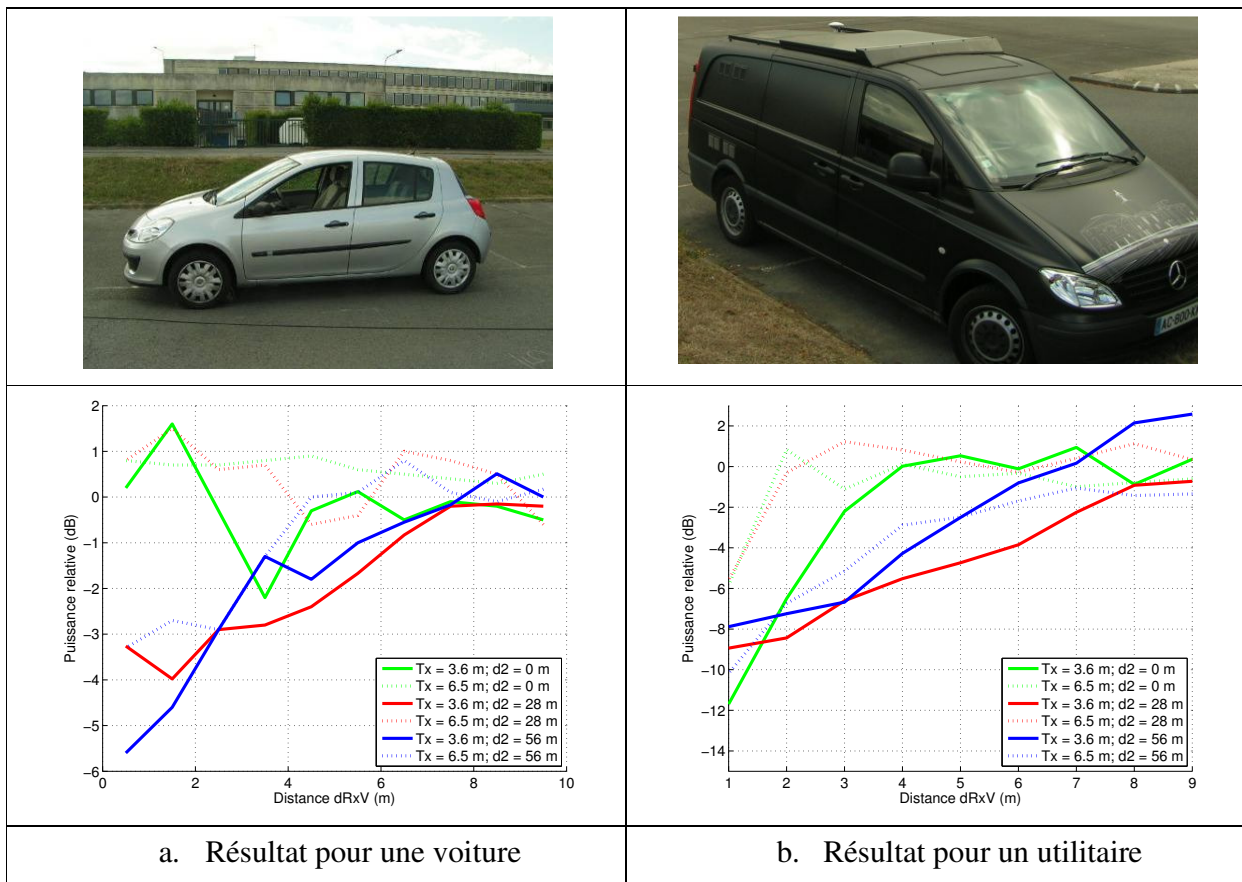 AC-800-K
2
1
0
−1
−2
−3
−4
−5
−6
0
2
4
6
8
10
Puissance relative (dB)
Distance dRxV (m)
Tx = 3.6 m; d2 = 0 m
Tx = 6.5 m; d2 = 0 m
Tx = 3.6 m; d2 = 28 m
Tx = 6.5 m; d2 = 28 m
Tx = 3.6 m; d2 = 56 m
Tx = 6.5 m; d2 = 56 m
2
0
−2
−4
−6
−8
−10
−12
−14
1
2
3
4
5
6
7
8
9
Puissance relative (dB)
Distance dRxV (m)
Tx = 3.6 m; d2 = 0 m
Tx = 6.5 m; d2 = 0 m
Tx = 3.6 m; d2 = 28 m
Tx = 6.5 m; d2 = 28 m
Tx = 3.6 m; d2 = 56 m
Tx = 6.5 m; d2 = 56 m
a. Résultat pour une voiture
b. Résultat pour un utilitaire